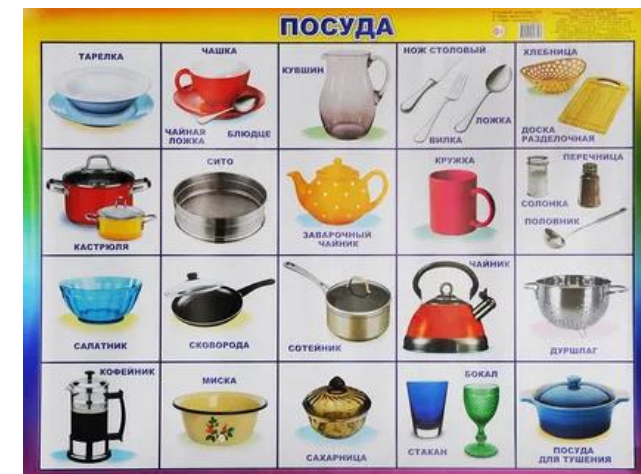 ПОСУДА
ТАРЕЛКА
ЧАШКА
ЧАЙНАЯ
ЛОЖКА
БЛЮДЦЕ
КУВШИН
НОЖ СТОЛОВЫЙ
ЛОЖКА
ВИЛКА
ХЛЕБНИЦА
ДОСКА
РАЗДЕЛОЧНАЯ
КАСТРЮЛЯ
СИТО
ЗАВАРОЧНЫЙ
ЧАЙНИК
КРУЖКА
ПЕРЕЧНИЦА
СОЛОНКА
ПОЛОВНИК
САЛАТНИК
СКОВОРОДА
СОТЕЙНИК
ЧАЙНИК
ДУРШЛАГ
КОФЕЙНИК
МИСКА
САХАРНИЦА
БОКАЛ
СТАКАН
ПОСУДА
ДЛЯ ТУШЕНИЯ